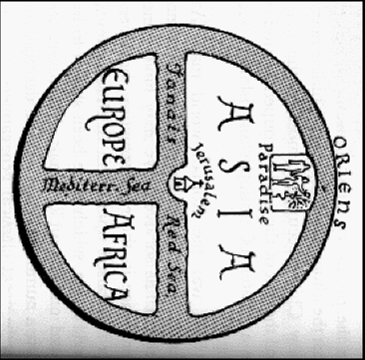 ORIENS
Paradise
ASIA
Jerusalem
Tanais
Red Sea
Mediterr. Sea
EUROPE
AFRICA